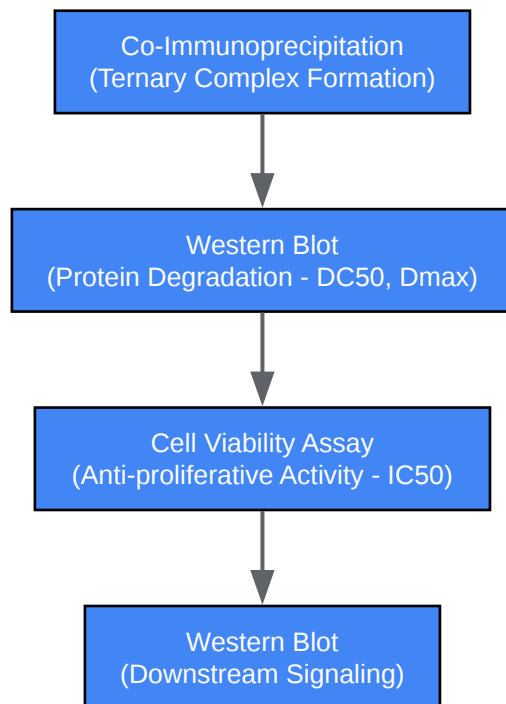 Co-Immunoprecipitation
(Ternary Complex Formation)
Western Blot
(Protein Degradation - DC50, Dmax)
Cell Viability Assay
(Anti-proliferative Activity - IC50)
Western Blot
(Downstream Signaling)